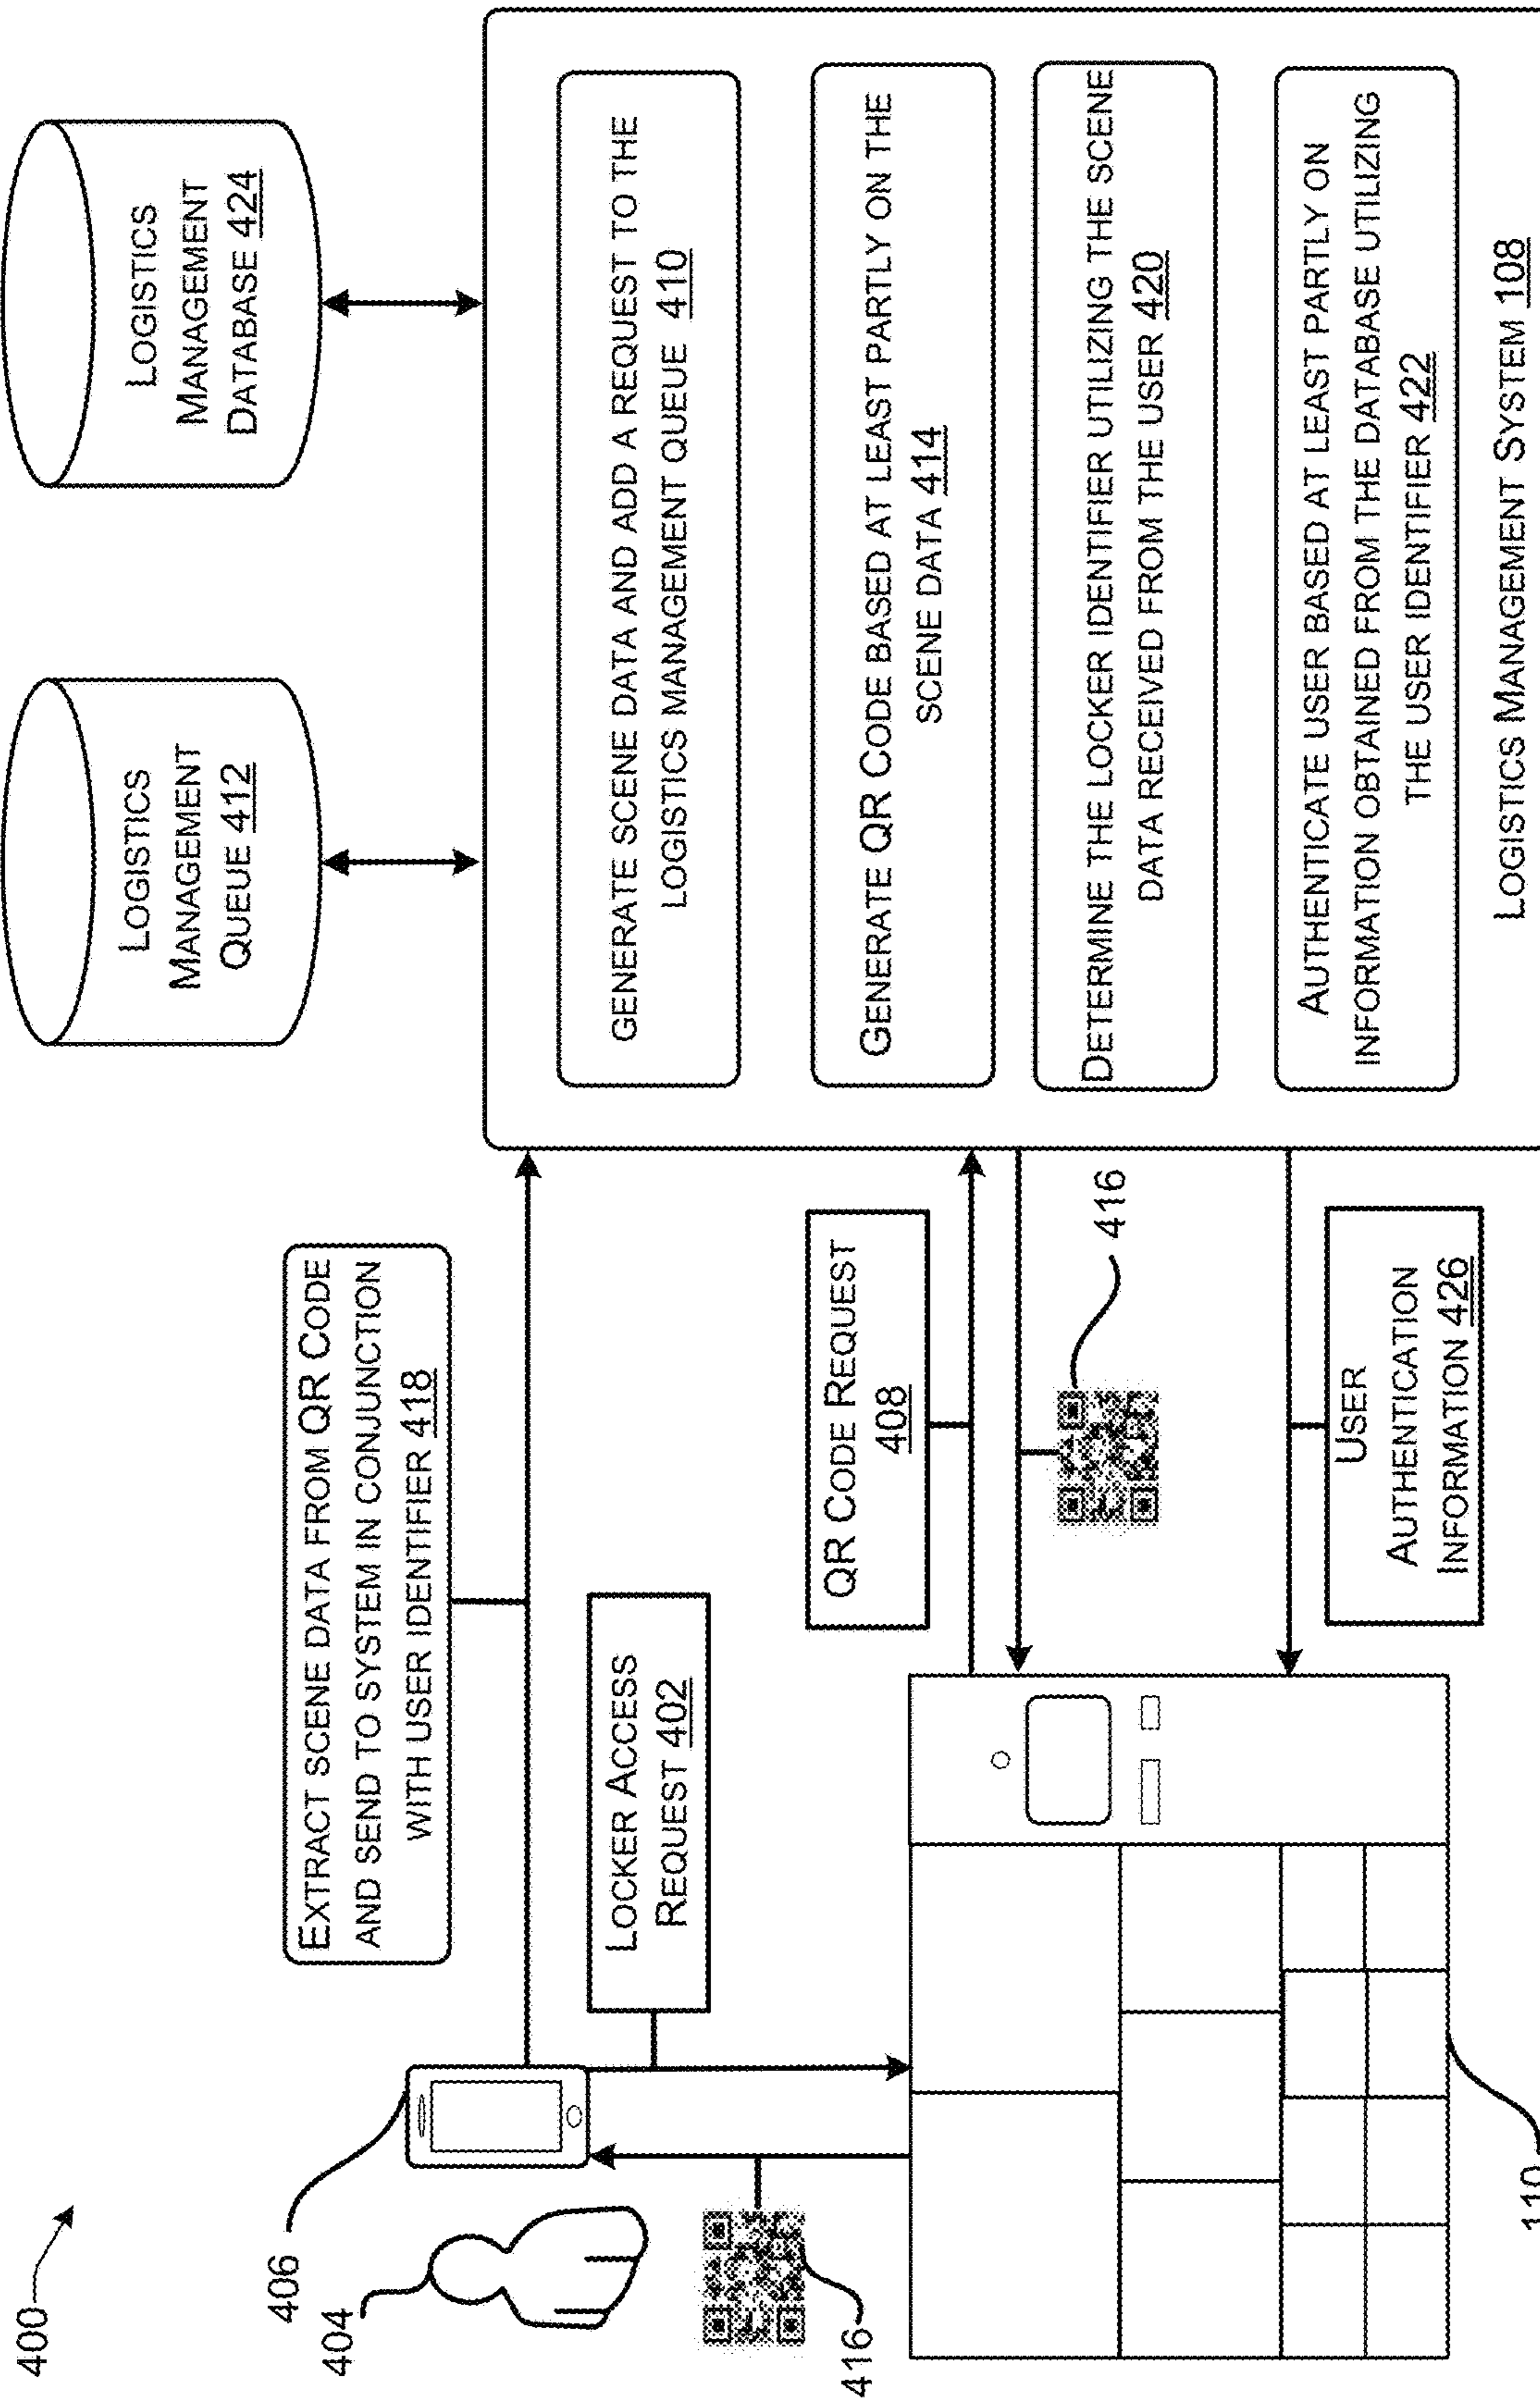 400
406
404
416
EXTRACT SCENE DATA FROM QR CODE
AND SEND TO SYSTEM IN CONJUNCTION
WITH USER IDENTIFIER 418
LOCKER ACCESS
REQUEST 402
QR CODE REQUEST
408
416
USER
AUTHENTICATION
INFORMATION 426
110
LOGISTICS
MANAGEMENT
QUEUE 412
LOGISTICS
MANAGEMENT
DATABASE 424
GENERATE SCENE DATA AND ADD A REQUEST TO THE
LOGISTICS MANAGEMENT QUEUE 410
GENERATE QR CODE BASED AT LEAST PARTLY ON THE
SCENE DATA 414
DETERMINE THE LOCKER IDENTIFIER UTILIZING THE SCENE
DATA RECEIVED FROM THE USER 420
AUTHENTICATE USER BASED AT LEAST PARTLY ON
INFORMATION OBTAINED FROM THE DATABASE UTILIZING
THE USER IDENTIFIER 422
LOGISTICS MANAGEMENT SYSTEM 108